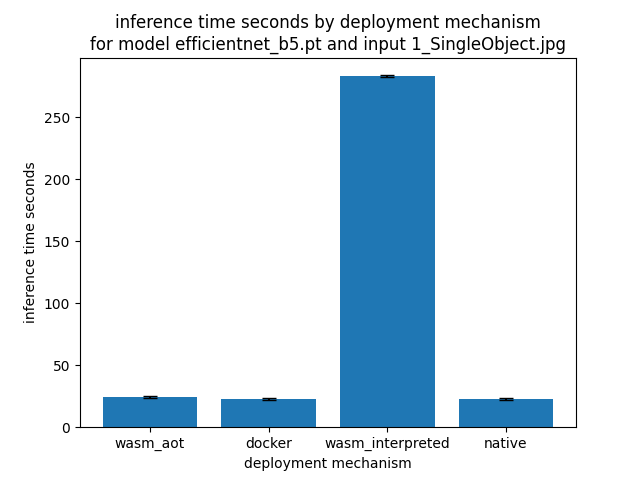 inference time seconds by deployment mechanism
for model efficientnet_b5.pt and input 1_SingleObject.jpg
inference time seconds
250
200
150
100
50
0
wasm_aot
docker
wasm_interpreted
native
deployment mechanism